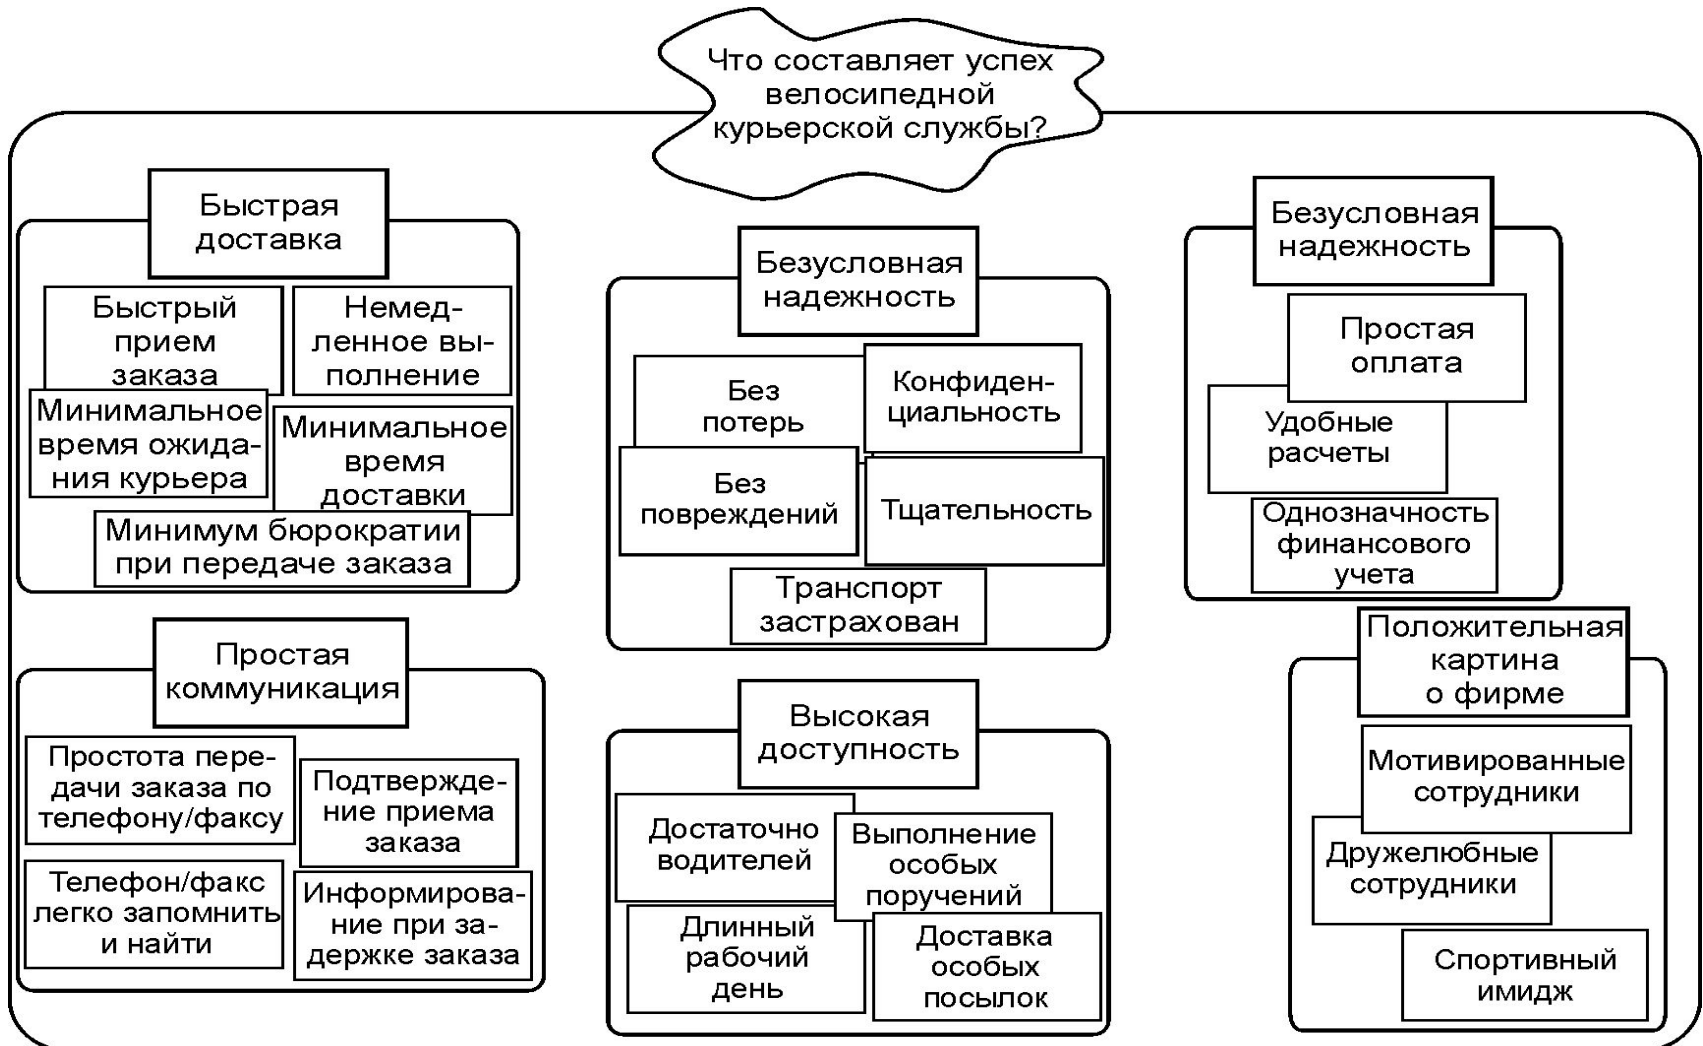 Что составляет успех
велосипедной
курьерской службы?
Быстрая
доставка
Быстрый
прием
заказа
Немед-
ленное вы-
полнение
Минимальное
время ожида-
ния курьера
Минимальное
время
доставки
Минимум бюрократии
при передаче заказа
Безусловная
надежность
Без
потерь
Конфиден-
циальность
Без
повреждений
Тщательность
Транспорт
застрахован
Безусловная
надежность
Простая
оплата
Удобные
расчеты
Однозначность
финансового
учета
Простая
коммуникация
Простота пере-
дачи заказа по
телефону/факсу
Подтвержде-
ние приема
заказа
Телефон/факс
легко запомнить
и найти
Информирова-
ние при за-
держке заказа
Высокая
доступность
Достаточно
водителей
Выполнение
особых
поручений
Длинный
рабочий
день
Доставка
особых
посылок
Положительная
картина
о фирме
Мотивированные
сотрудники
Дружелюбные
сотрудники
Спортивный
имидж